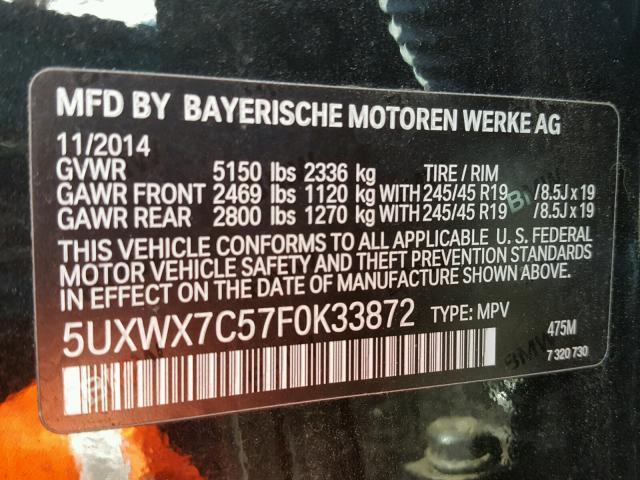 MFD BY BAYERISCHE MOTOREN WERKE AG
11/2014
GVWR 5150 lbs 2336 kg TIRE / RIM
GAWR FRONT 2469 lbs 1120 kg WITH 245/45 R19 / 8.5J x 19
GAWR REAR 2800 lbs 1270 kg WITH 245/45 R19 / 8.5J x 19
THIS VEHICLE CONFORMS TO ALL APPLICABLE U. S. FEDERAL
MOTOR VEHICLE SAFETY AND THEFT PREVENTION STANDARDS
IN EFFECT ON THE DATE OF MANUFACTURE SHOWN ABOVE.
5UXWX7C57F0K33872 TYPE: MPV 475M
7 320 730